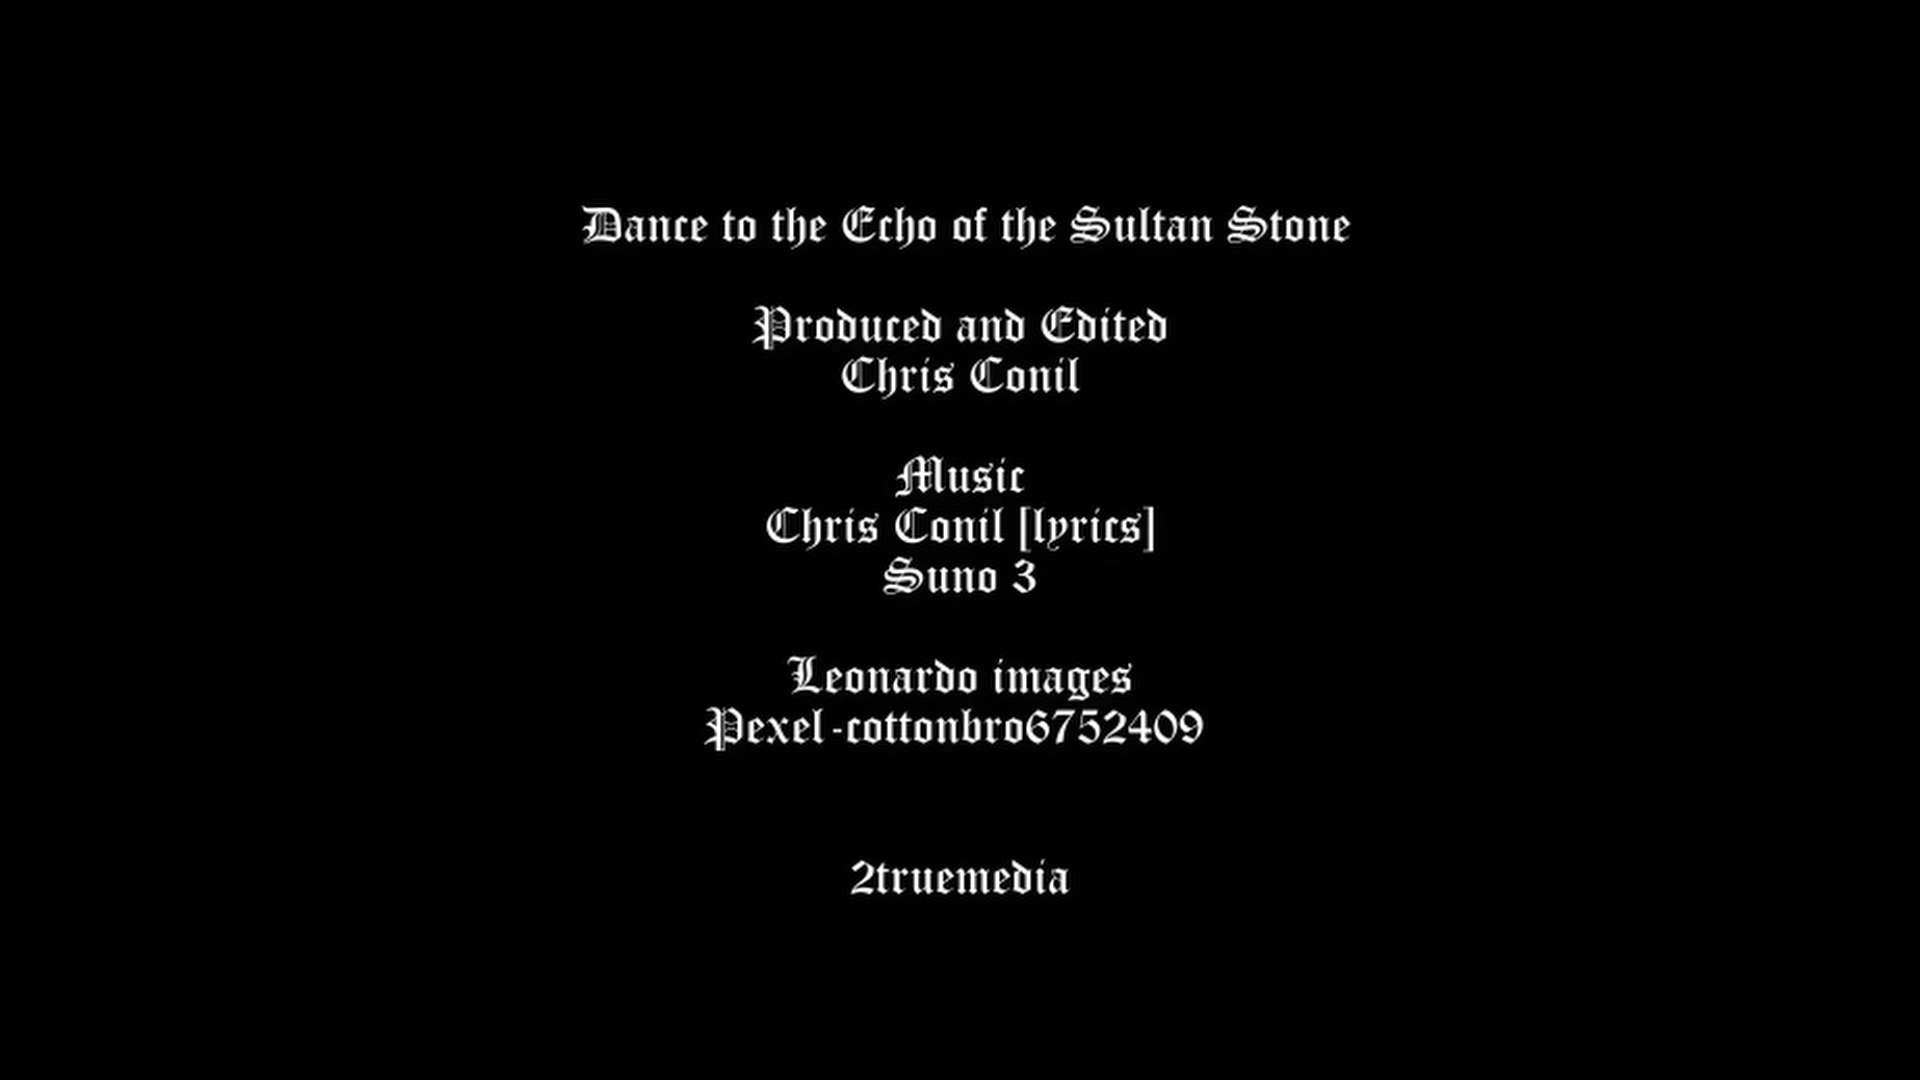 Dance to the Echo of the Sultan Stone
Produced and Edited
Chris Conil
Music
Chris Conil [lyrics]
Suno 3
Leonardo images
Pexel-cottonbro6752409
2truemedia